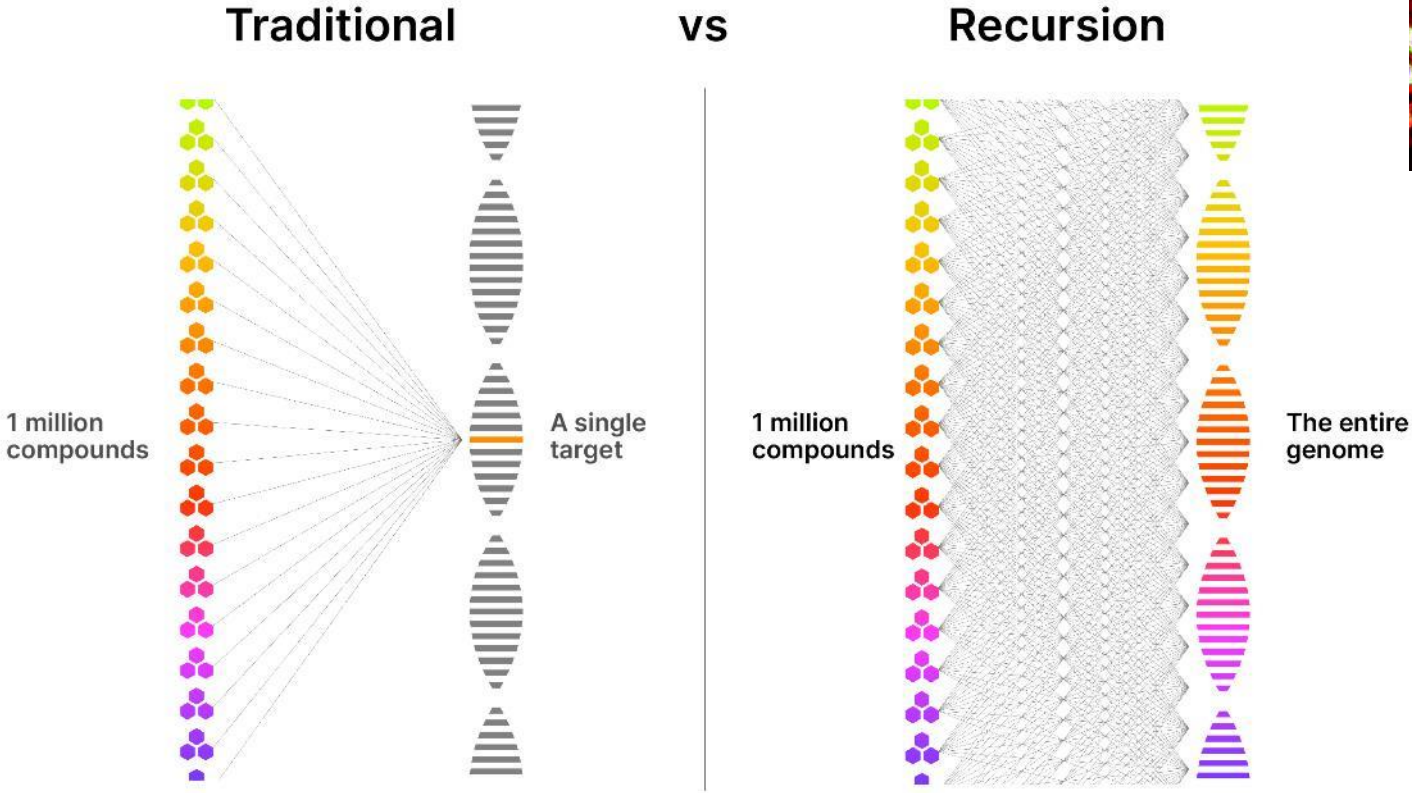 Traditional
vs
Recursion
1 million
compounds
A single
target
1 million
compounds
The entire
genome